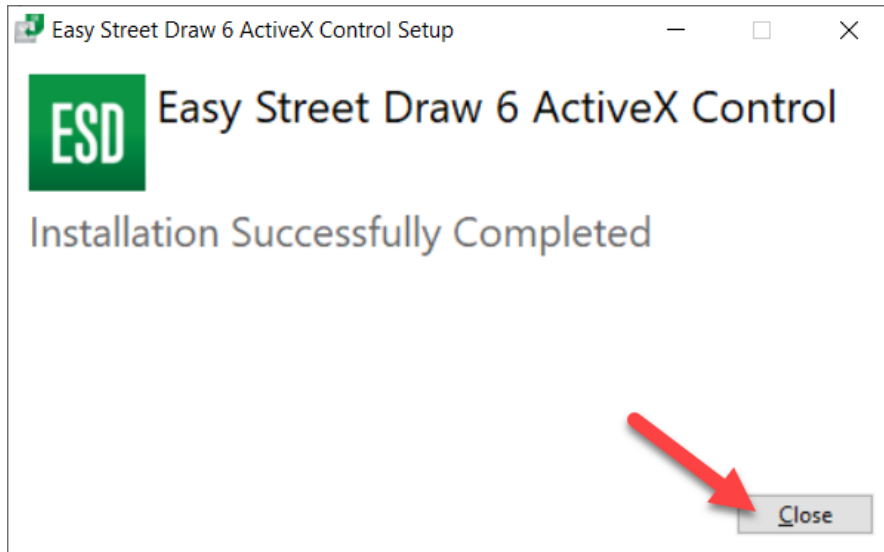 Easy Street Draw 6 ActiveX Control Setup
ESD
Easy Street Draw 6 ActiveX Control
Installation Successfully Completed
Close